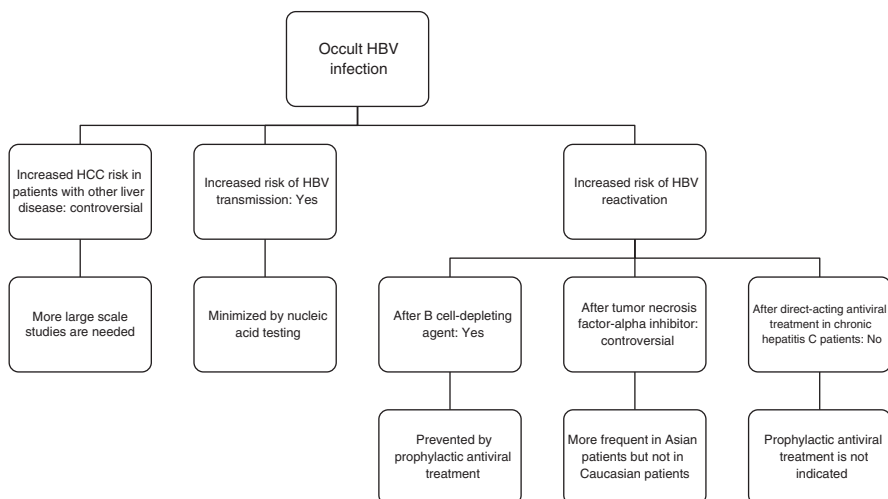 Occult HBV
infection
Increased HCC risk in
patients with other liver
disease: controversial
Increased risk of HBV
transmission: Yes
Increased risk of HBV
reactivation
More large scale
studies are needed
Minimized by nucleic
acid testing
After B cell-depleting
agent: Yes
After tumor necrosis
factor-alpha inhibitor:
controversial
After direct-acting antiviral
treatment in chronic
hepatitis C patients: No
Prevented by
prophylactic antiviral
treatment
More frequent in Asian
patients but not in
Caucasian patients
Prophylactic antiviral
treatment is not
indicated